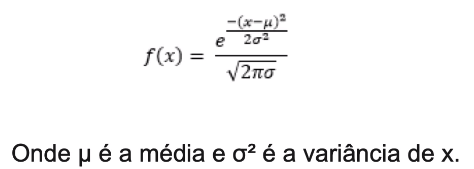 f(x) = e^(-(x-μ)²/2σ²) / √2πσ
Onde μ é a média e σ² é a variância de x.